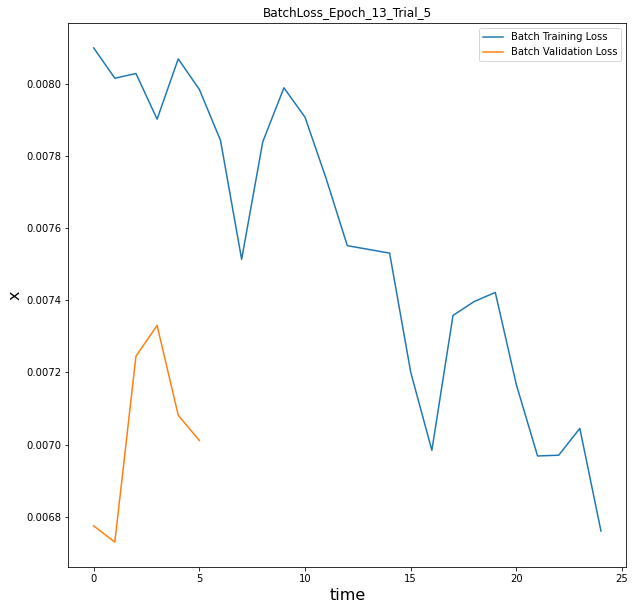 BatchLoss_Epoch_13_Trial_5
Batch Training Loss
Batch Validation Loss
0.0080
0.0078
0.0076
0.0074
0.0072
0.0070
0.0068
x
0
5
10
15
20
25
time